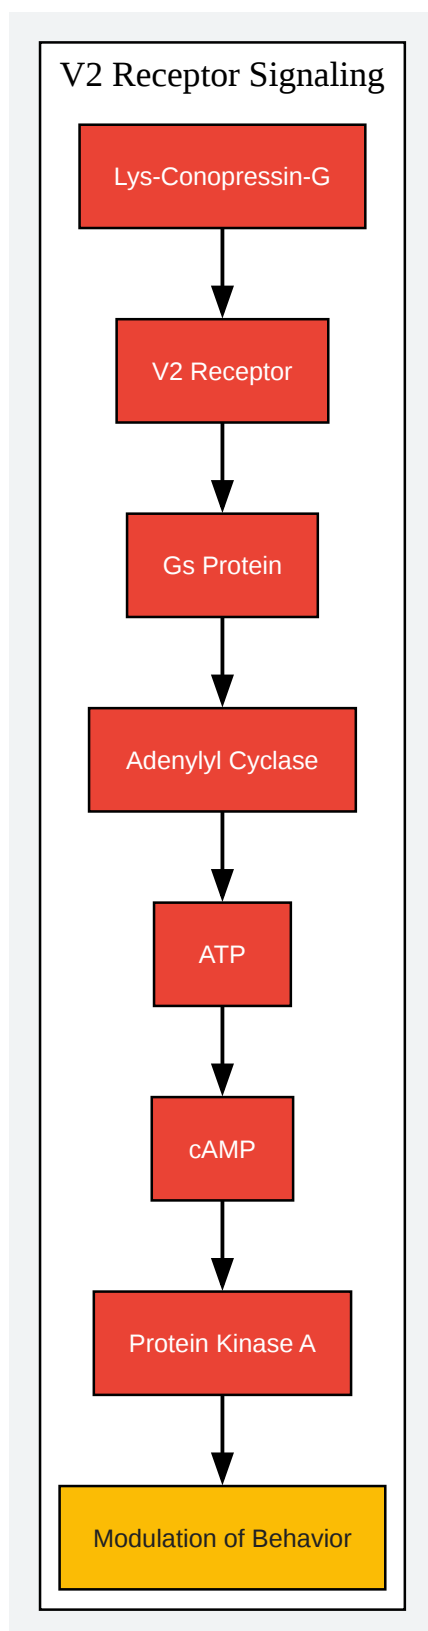 V2 Receptor Signaling
Lys-Conopressin-G
V2 Receptor
Gs Protein
Adenylyl Cyclase
ATP
cAMP
Protein Kinase A
Modulation of Behavior